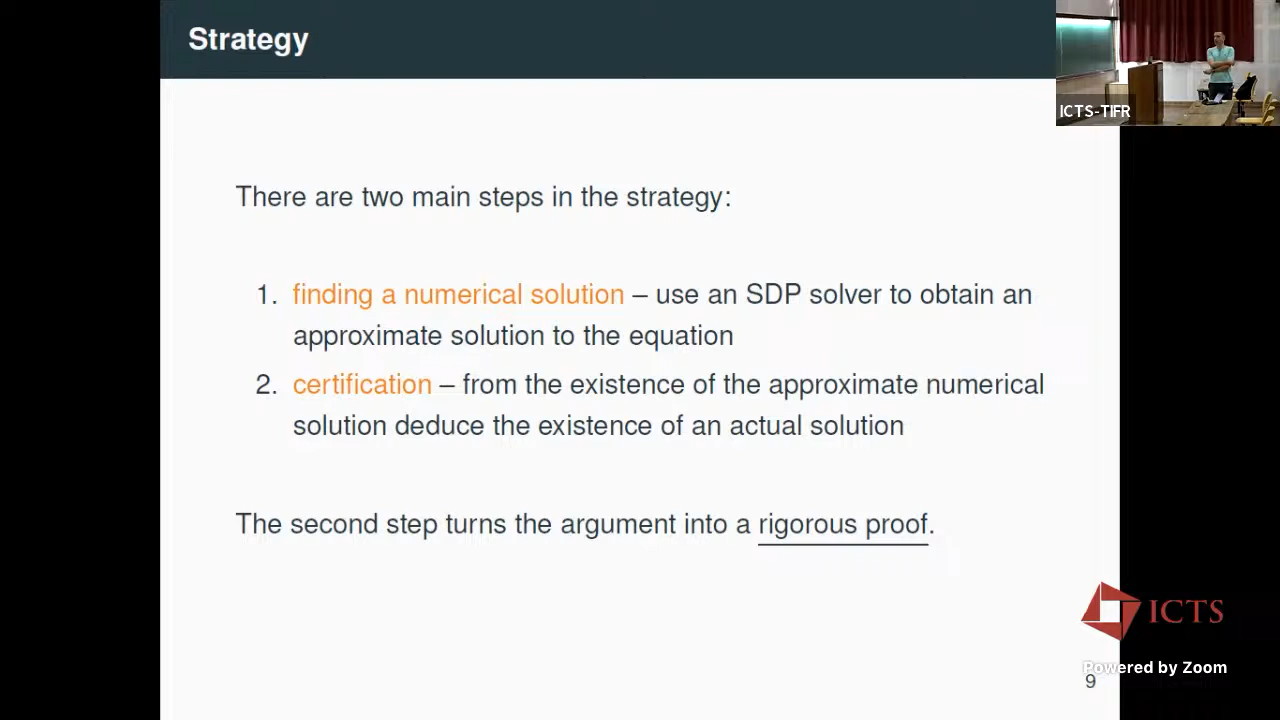 Strategy
ICTS-TIFR
There are two main steps in the strategy:
1. finding a numerical solution – use an SDP solver to obtain an
approximate solution to the equation
2. certification – from the existence of the approximate numerical
solution deduce the existence of an actual solution
The second step turns the argument into a rigorous proof.
ICTS
Powered by Zoom
9